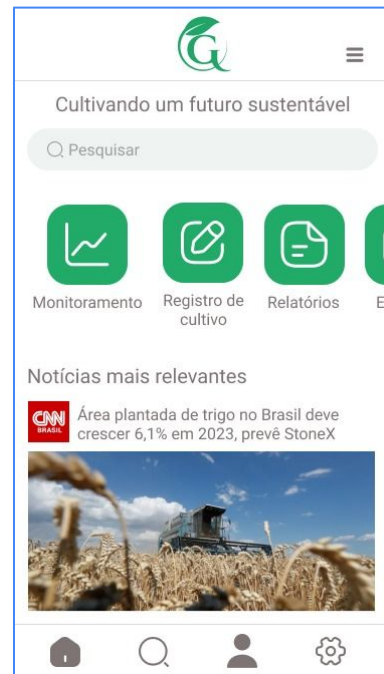 G
Cultivando um futuro sustentável
Pesquisar
Monitoramento
Registro de
cultivo
Relatórios
E
Notícias mais relevantes
CNN
BRASIL
Área plantada de trigo no Brasil deve
crescer 6,1% em 2023, prevê StoneX